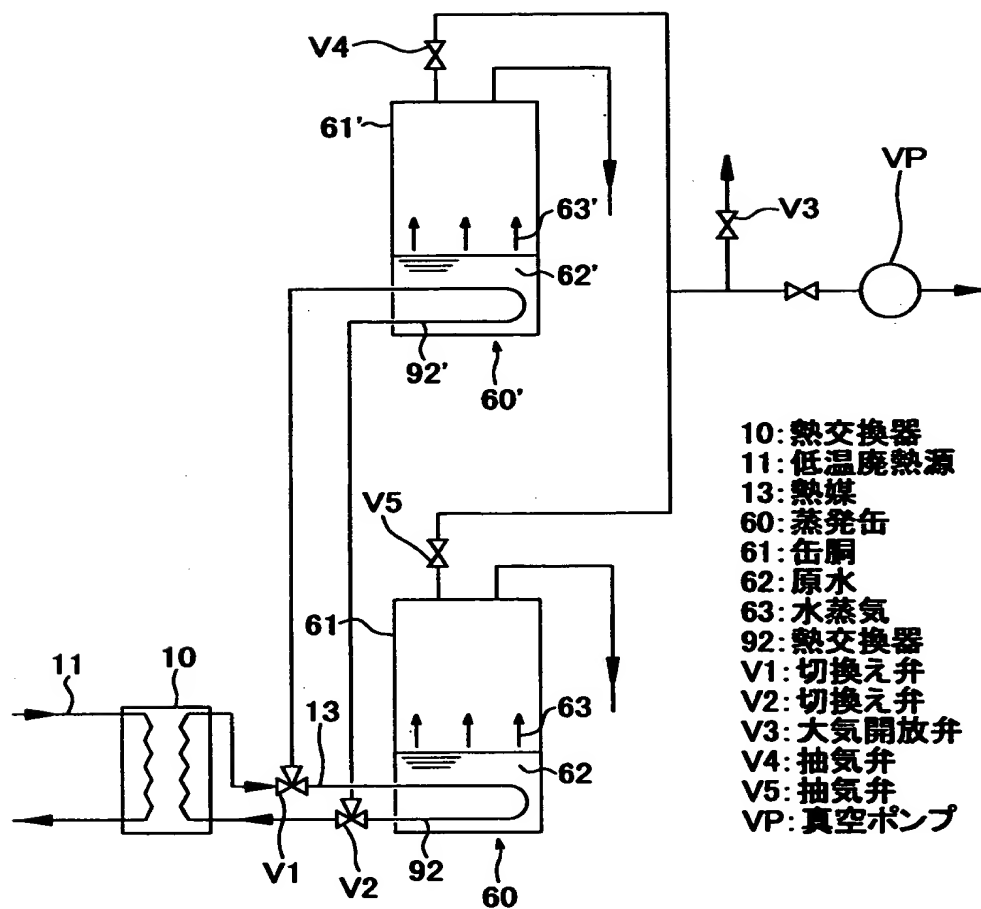 V4
61'
VP
V3
63'
62'
92'
60'
V5
61
11
10
13
63
62
V1
V2
92
60
10:熱交換器
11:低温廃熱源
13:熱媒
60:蒸発缶
61:缶胴
62:原水
63:水蒸気
92:熱交換器
V1:切換え弁
V2:切換え弁
V3:大気開放弁
V4:抽気弁
V5:抽気弁
VP:真空ポンプ